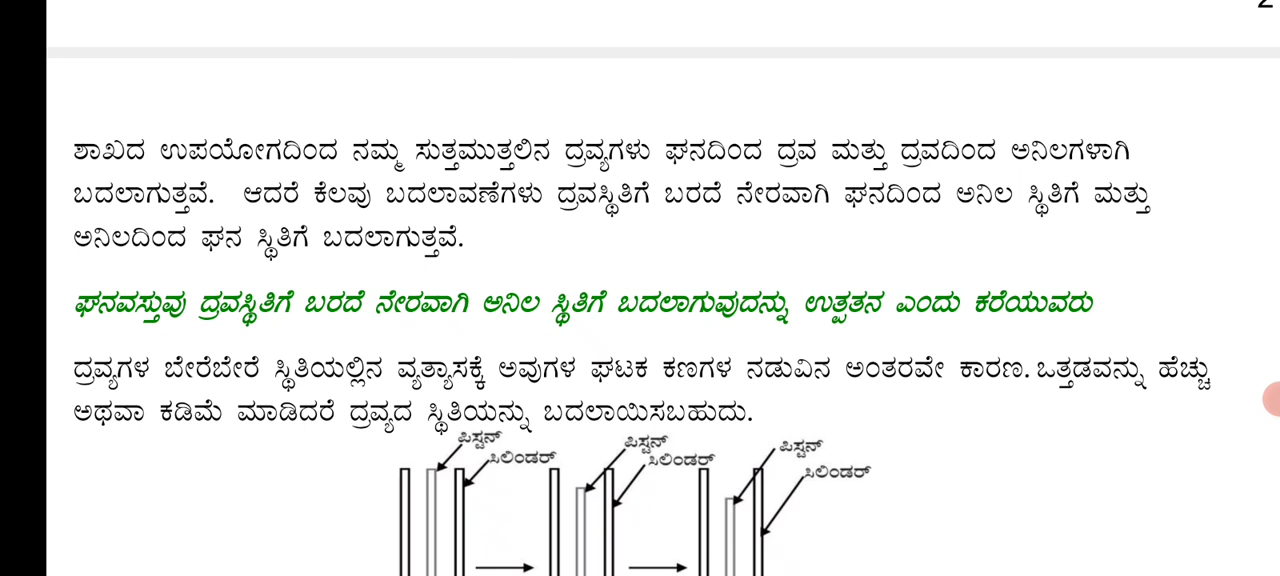 ಶಾಖದ ಉಪಯೋಗದಿಂದ ನಮ್ಮ ಸುತ್ತಮುತ್ತಲಿನ ದ್ರವ್ಯಗಳು ಘನದಿಂದ ದ್ರವ ಮತ್ತು ದ್ರವದಿಂದ ಅನಿಲಗಳಾಗಿ
ಬದಲಾಗುತ್ತವೆ. ಆದರೆ ಕೆಲವು ಬದಲಾವಣೆಗಳು ದ್ರವಸ್ಥಿತಿಗೆ ಬರದೆ ನೇರವಾಗಿ ಘನದಿಂದ ಅನಿಲ ಸ್ಥಿತಿಗೆ ಮತ್ತು
ಅನಿಲದಿಂದ ಘನ ಸ್ಥಿತಿಗೆ ಬದಲಾಗುತ್ತವೆ.
ಘನವಸ್ತುವು ದ್ರವಸ್ಥಿತಿಗೆ ಬರದೆ ನೇರವಾಗಿ ಅನಿಲ ಸ್ಥಿತಿಗೆ ಬದಲಾಗುವುದನ್ನು ಉತ್ಪತನ ಎಂದು ಕರೆಯುವರು
ದ್ರವ್ಯಗಳ ಬೇರೆಬೇರೆ ಸ್ಥಿತಿಯಲ್ಲಿನ ವ್ಯತ್ಯಾಸಕ್ಕೆ ಅವುಗಳ ಘಟಕ ಕಣಗಳ ನಡುವಿನ ಅಂತರವೇ ಕಾರಣ. ಒತ್ತಡವನ್ನು ಹೆಚ್ಚು
ಅಥವಾ ಕಡಿಮೆ ಮಾಡಿದರೆ ದ್ರವ್ಯದ ಸ್ಥಿತಿಯನ್ನು ಬದಲಾಯಿಸಬಹುದು.
ಪಿಸ್ಟನ್ ಪಿಸ್ಟನ್ ಪಿಸ್ಟನ್
ಸಿಲಿಂಡರ್ ಸಿಲಿಂಡರ್ ಸಿಲಿಂಡರ್